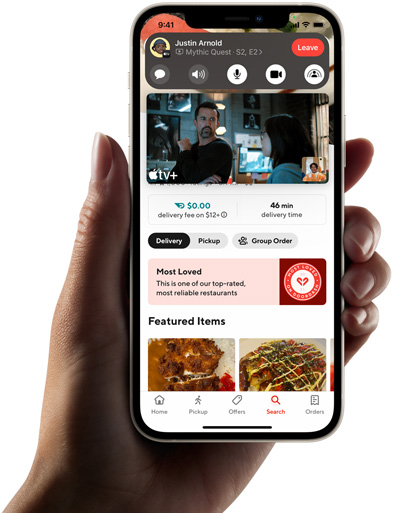 9:41
Justin Arnold
Mythic Quest · S2, E2 >
Leave
tv+
$0.00
delivery fee on $12+
46 min
delivery time
Delivery
Pickup
Group Order
Most Loved
This is one of our top-rated,
most reliable restaurants
MOST LOVED
Featured Items
Home
Pickup
Offers
Search
Orders